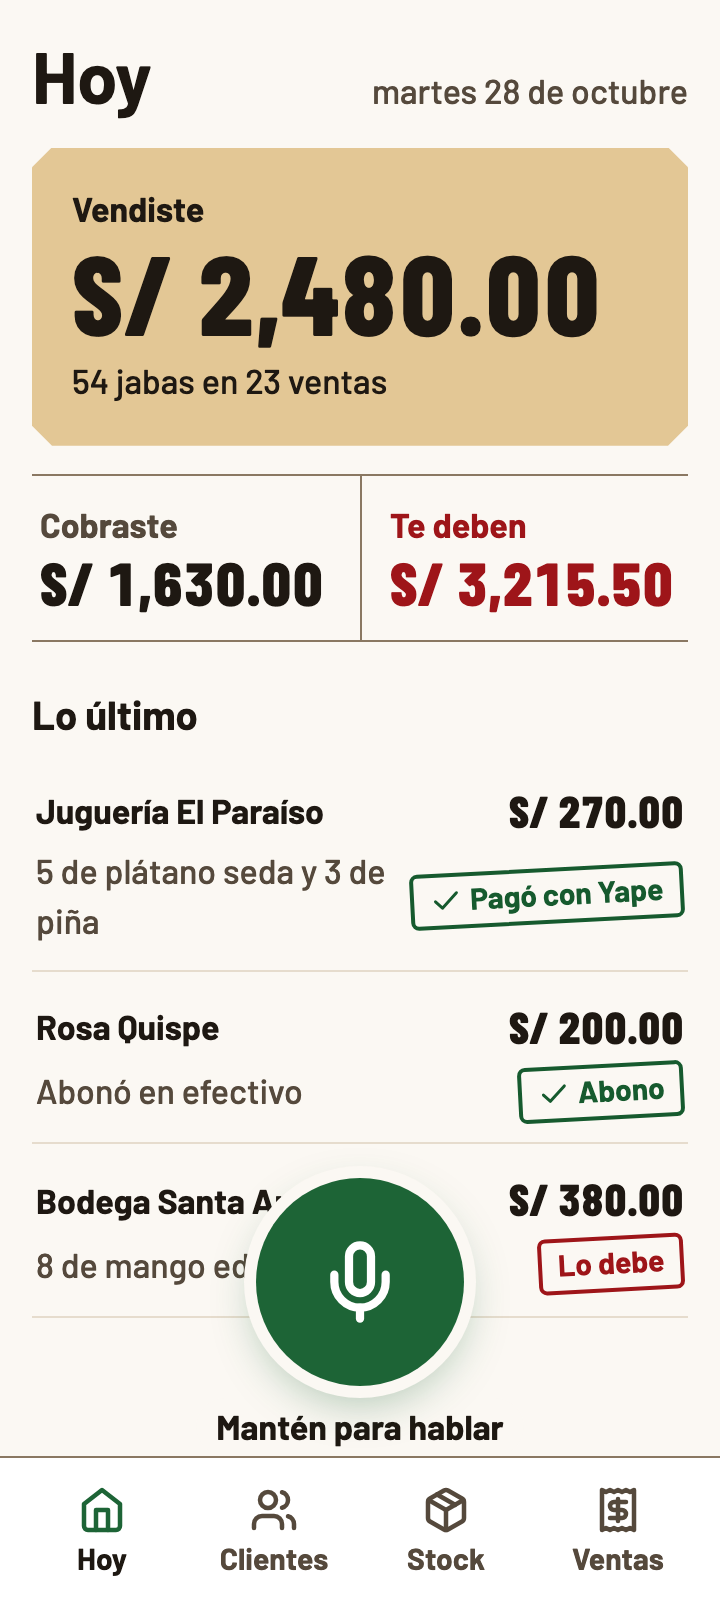 Hoy
martes 28 de octubre
Vendiste
S/ 2,480.00
54 jabas en 23 ventas
Cobraste
S/ 1,630.00
Te deben
S/ 3,215.50
Lo último
Juguería El Paraíso
S/ 270.00
5 de plátano seda y 3 de
piña
Pagó con Yape
Rosa Quispe
S/ 200.00
Abonó en efectivo
Abono
Bodega Santa
S/ 380.00
8 de mango
Lo debe
Mantén para hablar
Hoy
Clientes
Stock
Ventas